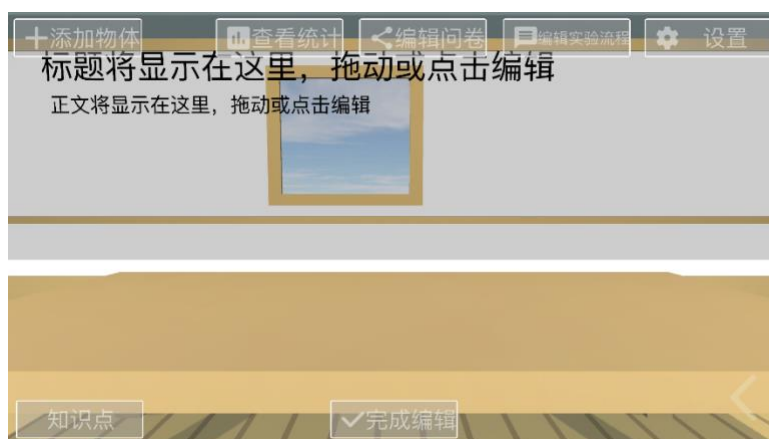 添加物体 查看统计 编辑问卷 编辑实验流程 设置
标题将显示在这里，拖动或点击编辑
正文将显示在这里，拖动或点击编辑
知识点 完成编辑